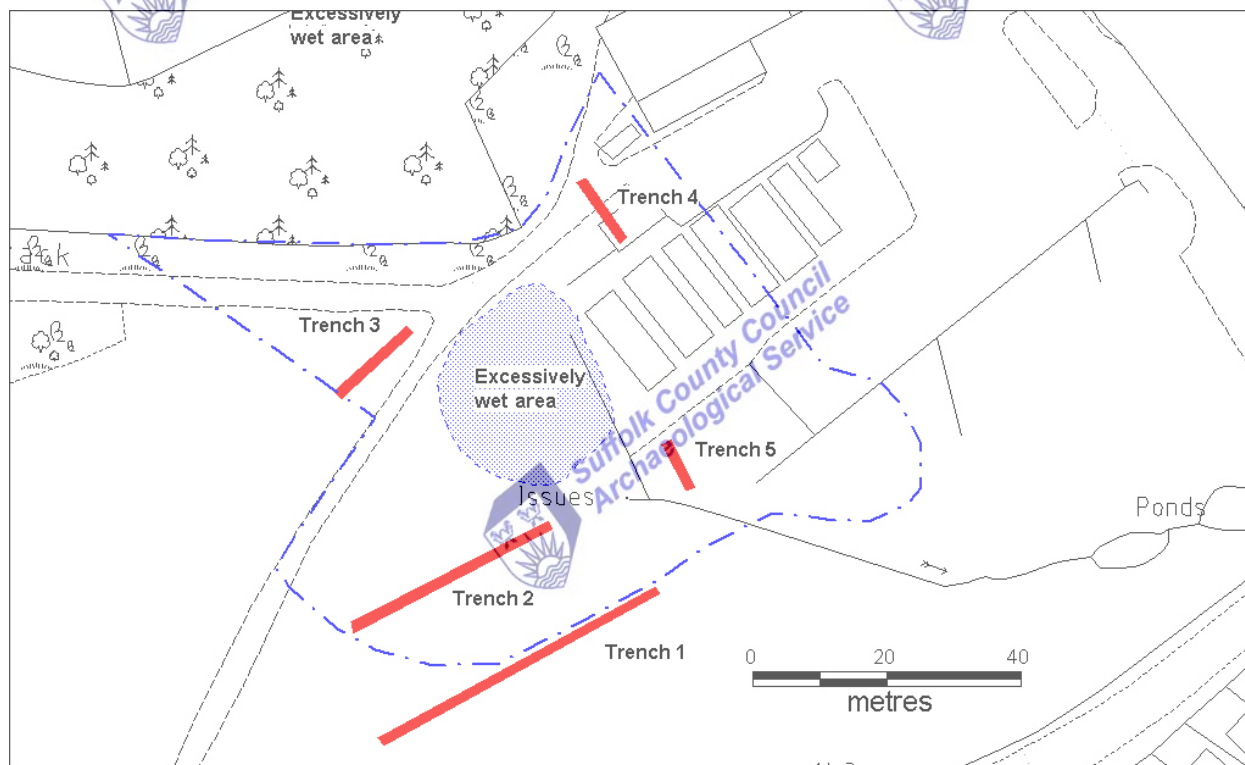 Excessively
wet area
Trench 4
ak
Trench 3
Excessively
wet area
Suffolk County Council
Archaeological Service
Trench 5
Issues
Ponds
Trench 2
Trench 1
0 20 40
metres